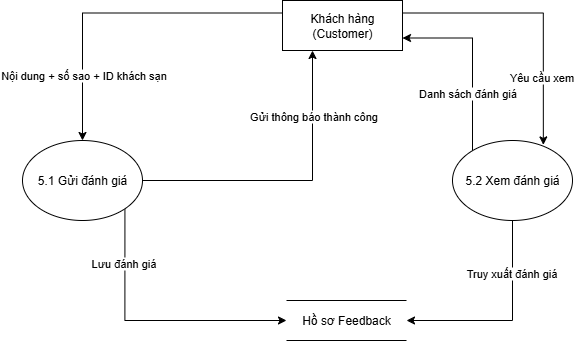 Khách hàng
(Customer)
Nội dung + số sao + ID khách sạn
Yêu cầu xem
Danh sách đánh giá
Gửi thông báo thành công
5.1 Gửi đánh giá
5.2 Xem đánh giá
Lưu đánh giá
Truy xuất đánh giá
Hồ sơ Feedback